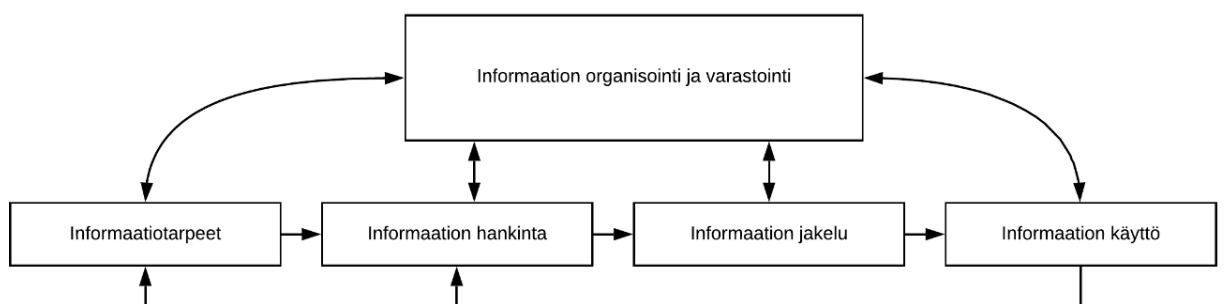 Informaation organisointi ja varastointi
Informaatiotarpeet
Informaation hankinta
Informaation jakelu
Informaation käyttö